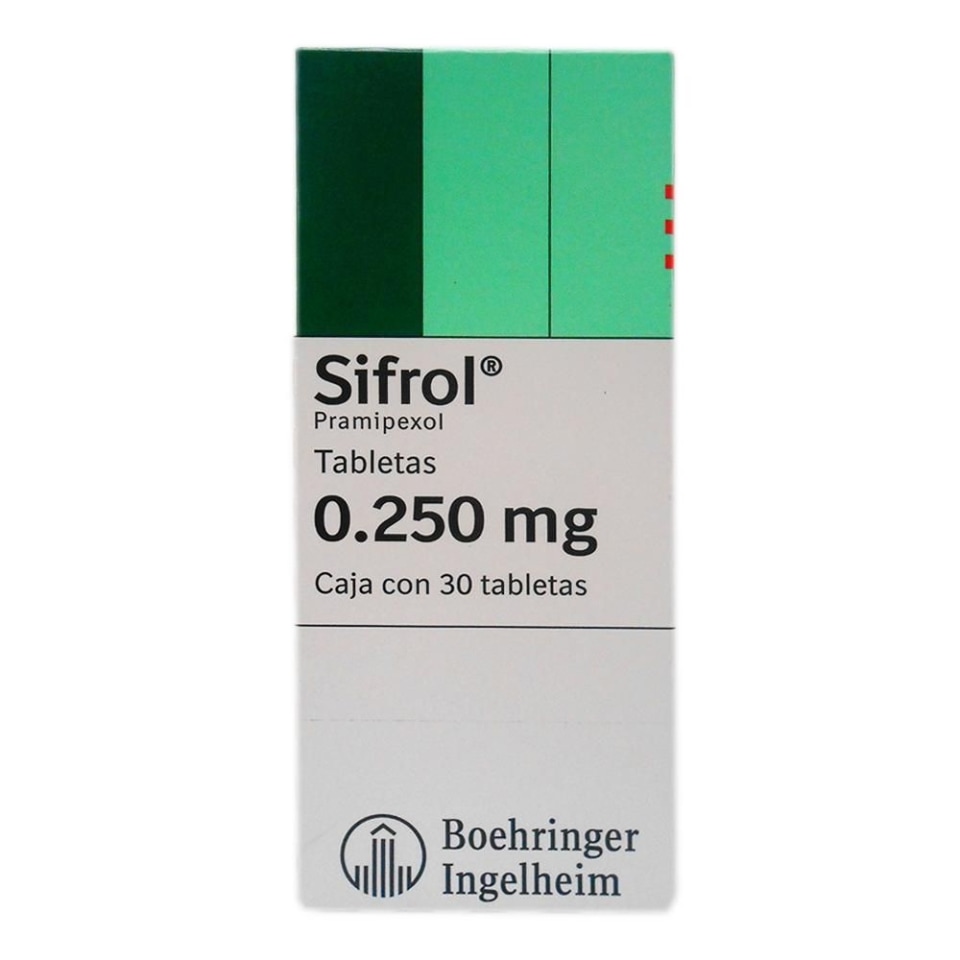 Sifrol®
Pramipexol
Tabletas
0.250 mg
Caja con 30 tabletas
Boehringer
Ingelheim